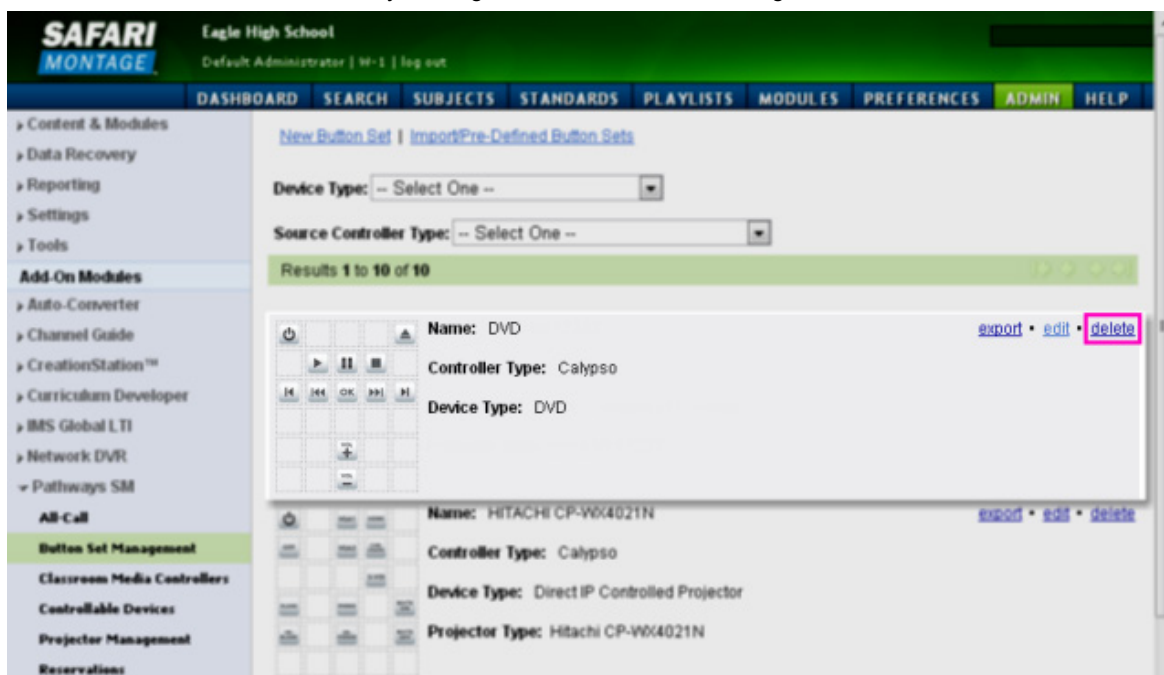 SAFARI
MONTAGE
Eagle High School
Default Administrator | W-1 | log out
DASHBOARD SEARCH SUBJECTS STANDARDS PLAYLISTS MODULES PREFERENCES ADMIN HELP
Content & Modules
Data Recovery
Reporting
Settings
Tools
Add-On Modules
Auto-Converter
Channel Guide
CreationStation™
Curriculum Developer
IMS Global LTI
Network DVR
Pathways SM
All-Call
Button Set Management
Classroom Media Controllers
Controllable Devices
Projector Management
Reservations
New Button Set | Import/Pre-Defined Button Sets
Device Type: -- Select One --
Source Controller Type: -- Select One --
Results 1 to 10 of 10
OK
Name: DVD
export • edit • delete
Controller Type: Calypso
Device Type: DVD
Name: HITACHI CP-WX4021N
export • edit • delete
Controller Type: Calypso
Device Type: Direct IP Controlled Projector
Projector Type: Hitachi CP-WX4021N